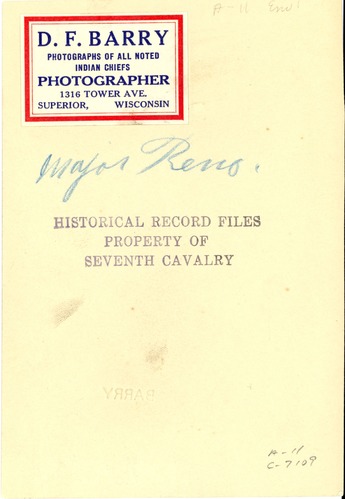 A-11 Env!
D. F. BARRY
PHOTOGRAPHS OF ALL NOTED
INDIAN CHIEFS
PHOTOGRAPHER
1316 TOWER AVE.
SUPERIOR, WISCONSIN
Major Reno.
HISTORICAL RECORD FILES
PROPERTY OF
SEVENTH CAVALRY
BARRY
A-11
C-7109